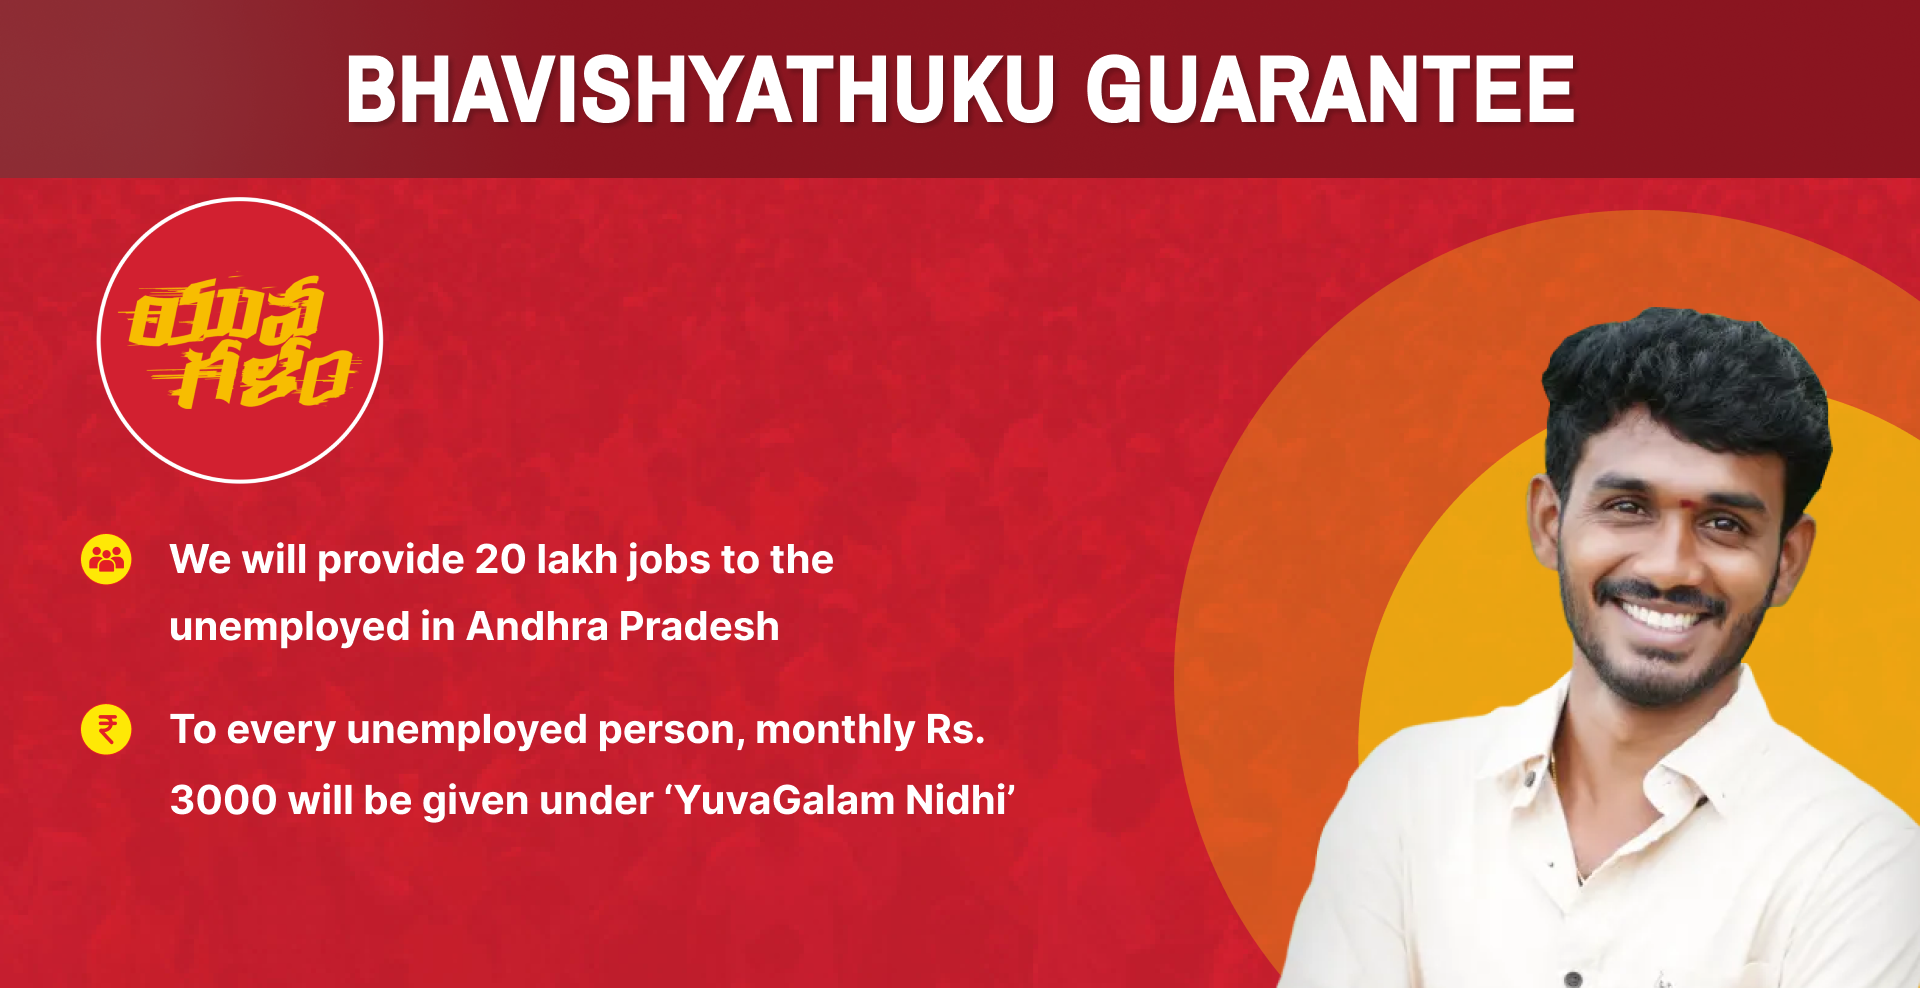 BHAVISHYATHUKU GUARANTEE
యువ
గళం
We will provide 20 lakh jobs to the
unemployed in Andhra Pradesh
To every unemployed person, monthly Rs.
3000 will be given under ‘YuvaGalam Nidhi’